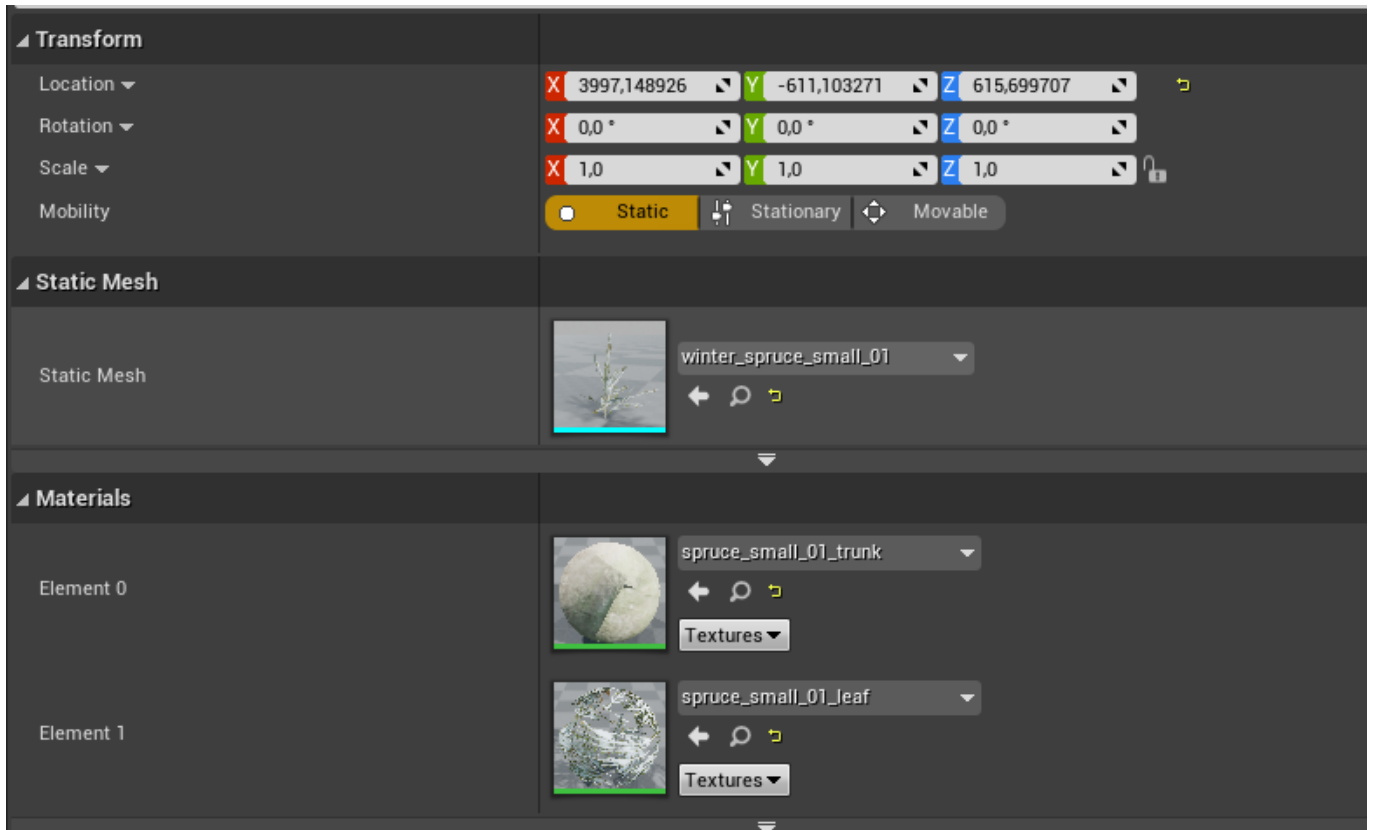 Transform
Location X 3997,148926 Y -611,103271 Z 615,699707
Rotation X 0,0 ° Y 0,0 ° Z 0,0 °
Scale X 1,0 Y 1,0 Z 1,0
Mobility Static Stationary Movable
Static Mesh
Static Mesh winter_spruce_small_01
Materials
Element 0 spruce_small_01_trunk
Textures
Element 1 spruce_small_01_leaf
Textures